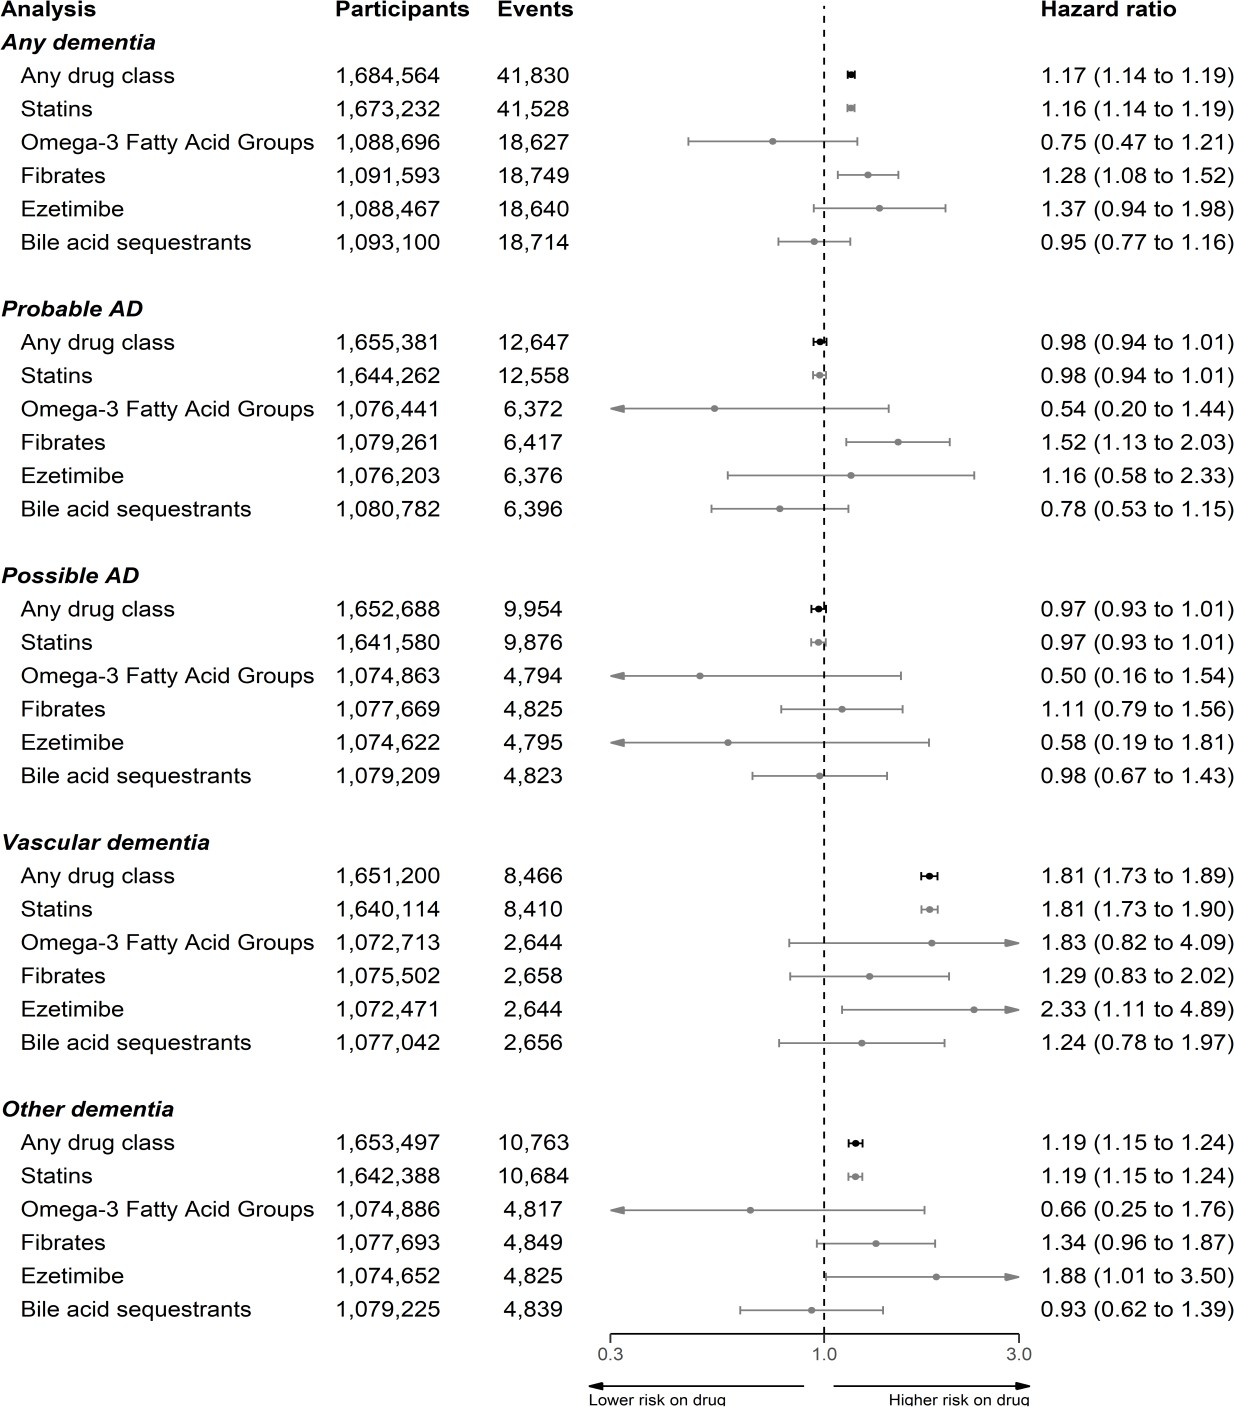 Analysis Participants Events Hazard ratio
Any dementia
Any drug class 1,684,564 41,830 1.17 (1.14 to 1.19)
Statins 1,673,232 41,528 1.16 (1.14 to 1.19)
Omega-3 Fatty Acid Groups 1,088,696 18,627 0.75 (0.47 to 1.21)
Fibrates 1,091,593 18,749 1.28 (1.08 to 1.52)
Ezetimibe 1,088,467 18,640 1.37 (0.94 to 1.98)
Bile acid sequestrants 1,093,100 18,714 0.95 (0.77 to 1.16)
Probable AD
Any drug class 1,655,381 12,647 0.98 (0.94 to 1.01)
Statins 1,644,262 12,558 0.98 (0.94 to 1.01)
Omega-3 Fatty Acid Groups 1,076,441 6,372 0.54 (0.20 to 1.44)
Fibrates 1,079,261 6,417 1.52 (1.13 to 2.03)
Ezetimibe 1,076,203 6,376 1.16 (0.58 to 2.33)
Bile acid sequestrants 1,080,782 6,396 0.78 (0.53 to 1.15)
Possible AD
Any drug class 1,652,688 9,954 0.97 (0.93 to 1.01)
Statins 1,641,580 9,876 0.97 (0.93 to 1.01)
Omega-3 Fatty Acid Groups 1,074,863 4,794 0.50 (0.16 to 1.54)
Fibrates 1,077,669 4,825 1.11 (0.79 to 1.56)
Ezetimibe 1,074,622 4,795 0.58 (0.19 to 1.81)
Bile acid sequestrants 1,079,209 4,823 0.98 (0.67 to 1.43)
Vascular dementia
Any drug class 1,651,200 8,466 1.81 (1.73 to 1.89)
Statins 1,640,114 8,410 1.81 (1.73 to 1.90)
Omega-3 Fatty Acid Groups 1,072,713 2,644 1.83 (0.82 to 4.09)
Fibrates 1,075,502 2,658 1.29 (0.83 to 2.02)
Ezetimibe 1,072,471 2,644 2.33 (1.11 to 4.89)
Bile acid sequestrants 1,077,042 2,656 1.24 (0.78 to 1.97)
Other dementia
Any drug class 1,653,497 10,763 1.19 (1.15 to 1.24)
Statins 1,642,388 10,684 1.19 (1.15 to 1.24)
Omega-3 Fatty Acid Groups 1,074,886 4,817 0.66 (0.25 to 1.76)
Fibrates 1,077,693 4,849 1.34 (0.96 to 1.87)
Ezetimibe 1,074,652 4,825 1.88 (1.01 to 3.50)
Bile acid sequestrants 1,079,225 4,839 0.93 (0.62 to 1.39)
0.3 1.0 3.0
Lower risk on drug Higher risk on drug